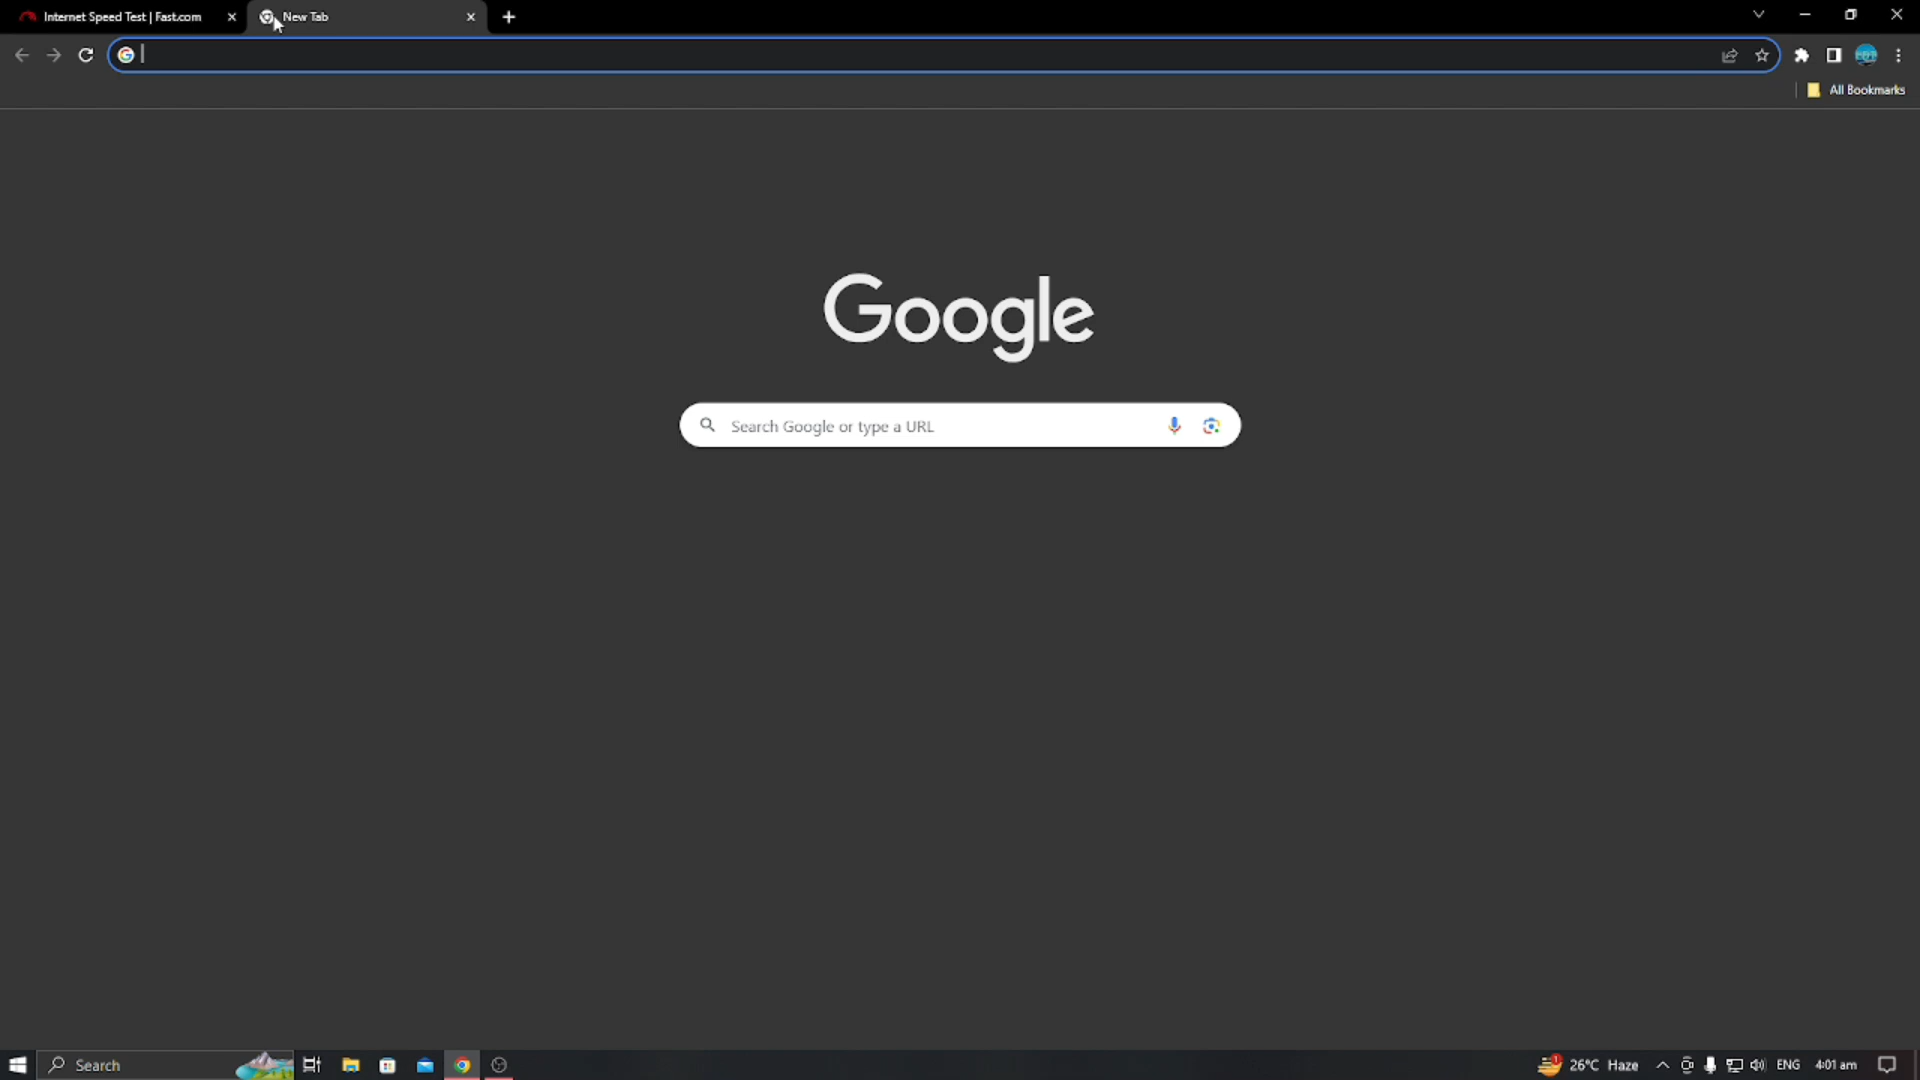 Internet Speed Test | Fast.com
New Tab
All Bookmarks
Google
Search Google or type a URL
Search
1
26°C Haze
ENG
4:01 am